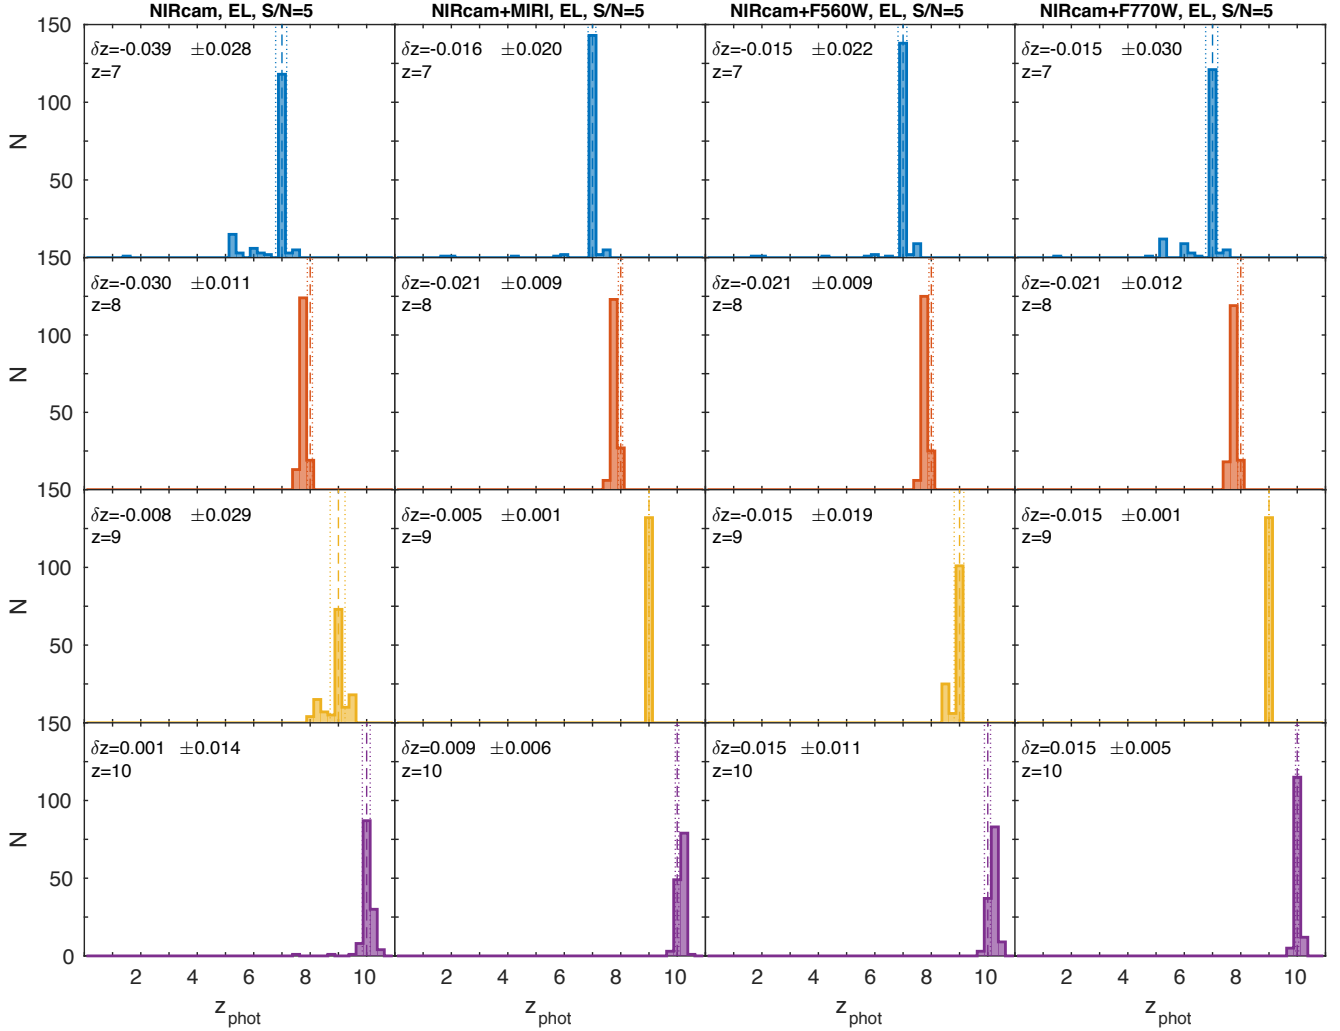 NIRcam, EL, S/N=5
NIRcam+MIRI, EL, S/N=5
NIRcam+F560W, EL, S/N=5
NIRcam+F770W, EL, S/N=5
150
δz=-0.039 ±0.028
z=7
δz=-0.016 ±0.020
z=7
δz=-0.015 ±0.022
z=7
δz=-0.015 ±0.030
z=7
100
N
50
150
δz=-0.030 ±0.011
z=8
δz=-0.021 ±0.009
z=8
δz=-0.021 ±0.009
z=8
δz=-0.021 ±0.012
z=8
100
N
50
150
δz=-0.008 ±0.029
z=9
δz=-0.005 ±0.001
z=9
δz=-0.015 ±0.019
z=9
δz=-0.015 ±0.001
z=9
100
N
50
150
δz=0.001 ±0.014
z=10
δz=0.009 ±0.006
z=10
δz=0.015 ±0.011
z=10
δz=0.015 ±0.005
z=10
100
N
50
0
2 4 6 8 10
2 4 6 8 10
2 4 6 8 10
2 4 6 8 10
z_phot
z_phot
z_phot
z_phot